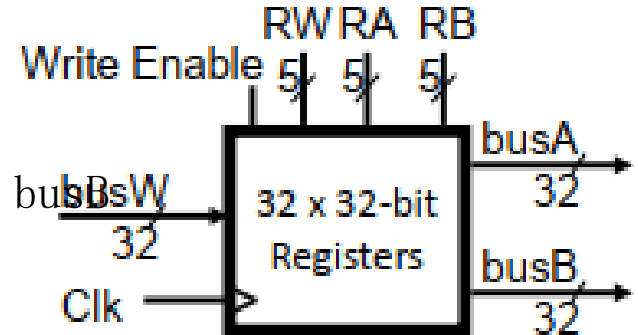 RW RA RB
Write Enable 5 5 5
busA
32
busB busW
32
32 x 32-bit
Registers
busB
32
Clk